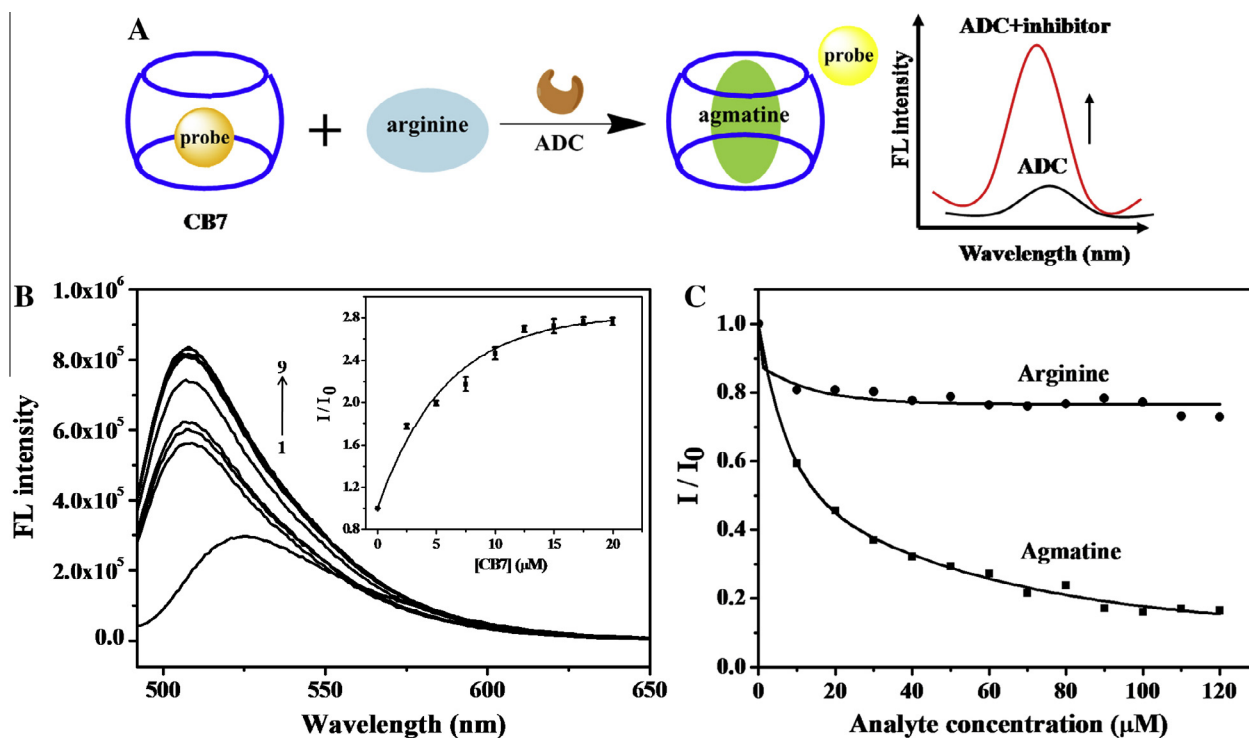 A
probe
CB7
+
arginine
ADC
agmatine
probe
FL intensity
ADC+inhibitor
ADC
Wavelength (nm)
B
FL intensity
1.0x10⁶
8.0x10⁵
6.0x10⁵
4.0x10⁵
2.0x10⁵
0.0
9
1
500 550 600 650
Wavelength (nm)
I / I₀
2.8
2.4
2.0
1.6
1.2
0.8
0 5 10 15 20
[CB7] (μM)
C
I / I₀
1.0
0.8
0.6
0.4
0.2
0.0
Arginine
Agmatine
0 20 40 60 80 100 120
Analyte concentration (μM)